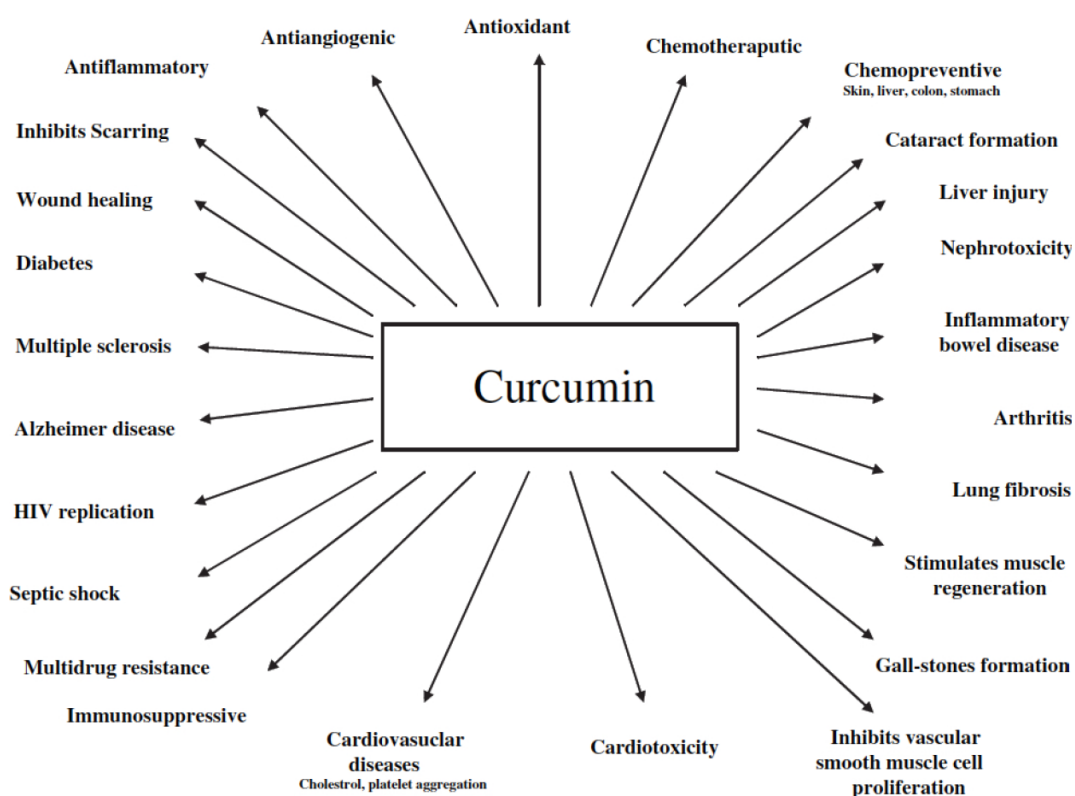 Antioxidant
Antiangiogenic
Chemotheraputic
Antiflammatory
Chemopreventive
Skin, liver, colon, stomach
Inhibits Scarring
Cataract formation
Wound healing
Liver injury
Diabetes
Nephrotoxicity
Inflammatory
bowel disease
Multiple sclerosis
Curcumin
Alzheimer disease
Arthritis
HIV replication
Lung fibrosis
Septic shock
Stimulates muscle
regeneration
Multidrug resistance
Gall-stones formation
Immunosuppressive
Cardiovasuclar
diseases
Cholestrol, platelet aggregation
Cardiotoxicity
Inhibits vascular
smooth muscle cell
proliferation